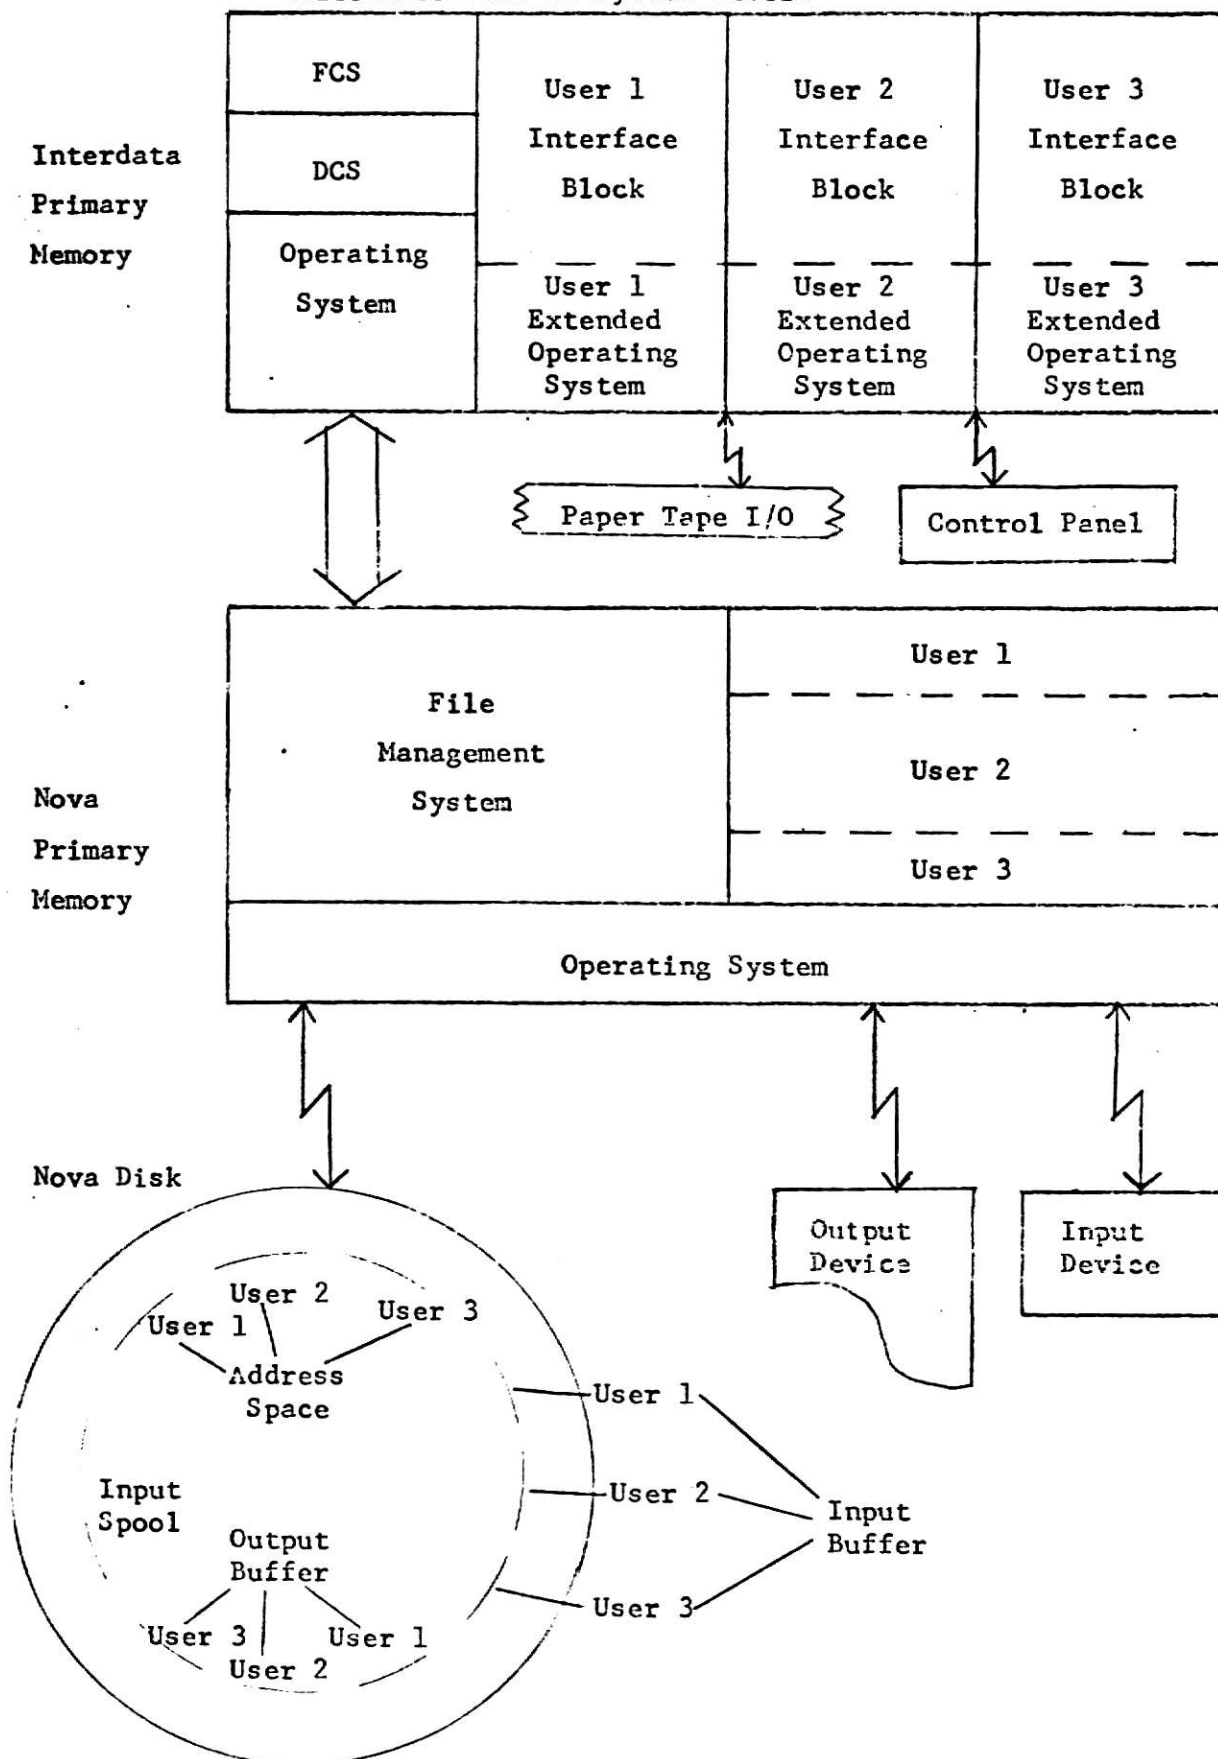 FCS
DCS
Operating
System
User 1
Interface
Block
User 2
Interface
Block
User 3
Interface
Block
User 1
Extended
Operating
System
User 2
Extended
Operating
System
User 3
Extended
Operating
System
Interdata
Primary
Memory
Paper Tape I/O
Control Panel
File
Management
System
User 1
User 2
User 3
Nova
Primary
Memory
Operating System
Nova Disk
Output
Device
Input
Device
User 2
User 1
User 3
Address
Space
User 1
User 2
User 3
Input
Buffer
Input
Spool
Output
Buffer
User 3
User 1
User 2